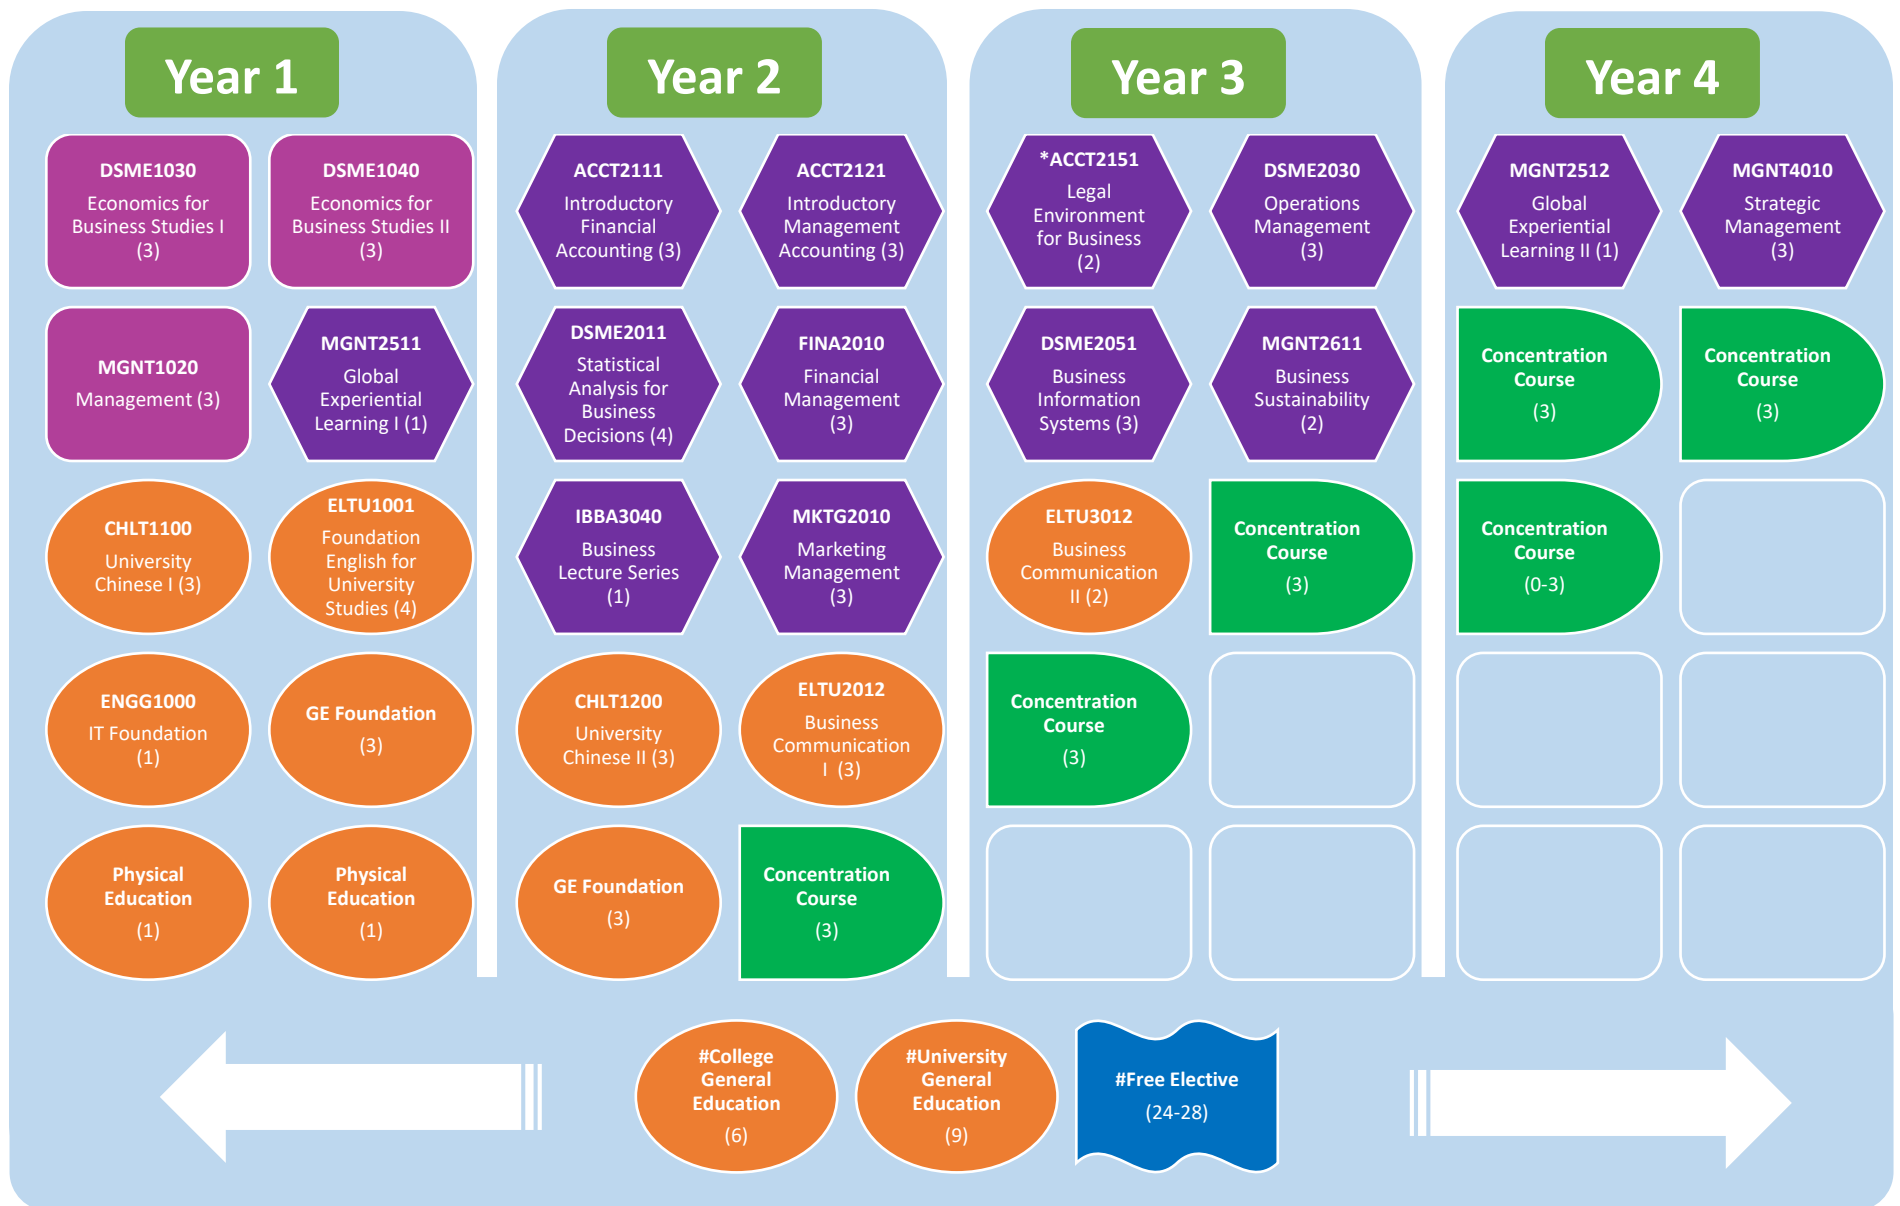 Year 1
DSME1030
Economics for
Business Studies I
(3)
DSME1040
Economics for
Business Studies II
(3)
MGNT1020
Management (3)
MGNT2511
Global
Experiential
Learning I (1)
CHLT1100
University
Chinese I (3)
ELTU1001
Foundation
English for
University
Studies (4)
ENGG1000
IT Foundation
(1)
GE Foundation
(3)
Physical
Education
(1)
Physical
Education
(1)
Year 2
ACCT2111
Introductory
Financial
Accounting (3)
ACCT2121
Introductory
Management
Accounting (3)
DSME2011
Statistical
Analysis for
Business
Decisions (4)
FINA2010
Financial
Management
(3)
IBBA3040
Business
Lecture Series
(1)
MKTG2010
Marketing
Management
(3)
CHLT1200
University
Chinese II (3)
ELTU2012
Business
Communication
I (3)
GE Foundation
(3)
Concentration
Course
(3)
Year 3
*ACCT2151
Legal
Environment
for Business
(2)
DSME2030
Operations
Management
(3)
DSME2051
Business
Information
Systems (3)
MGNT2611
Business
Sustainability
(2)
ELTU3012
Business
Communication
II (2)
Concentration
Course
(3)
Concentration
Course
(3)
Year 4
MGNT2512
Global
Experiential
Learning II (1)
MGNT4010
Strategic
Management
(3)
Concentration
Course
(3)
Concentration
Course
(3)
Concentration
Course
(0-3)
#College
General
Education
(6)
#University
General
Education
(9)
#Free Elective
(24-28)